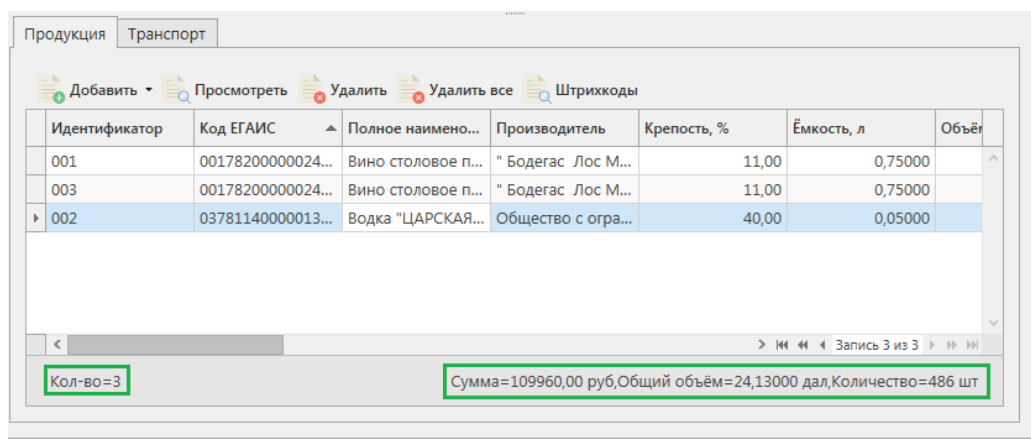 Продукция Транспорт
Добавить Просмотреть Удалить Удалить все Штрихкоды
Идентификатор Код ЕГАИС Полное наимено... Производитель Крепость, % Ёмкость, л Объё
001 00178200000024... Вино столовое п... " Бодегас Лос М... 11,00 0,75000
003 00178200000024... Вино столовое п... " Бодегас Лос М... 11,00 0,75000
002 03781140000013... Водка "ЦАРСКАЯ... Общество с огра... 40,00 0,05000
Запись 3 из 3
Кол-во=3 Сумма=109960,00 руб,Общий объём=24,13000 дал,Количество=486 шт